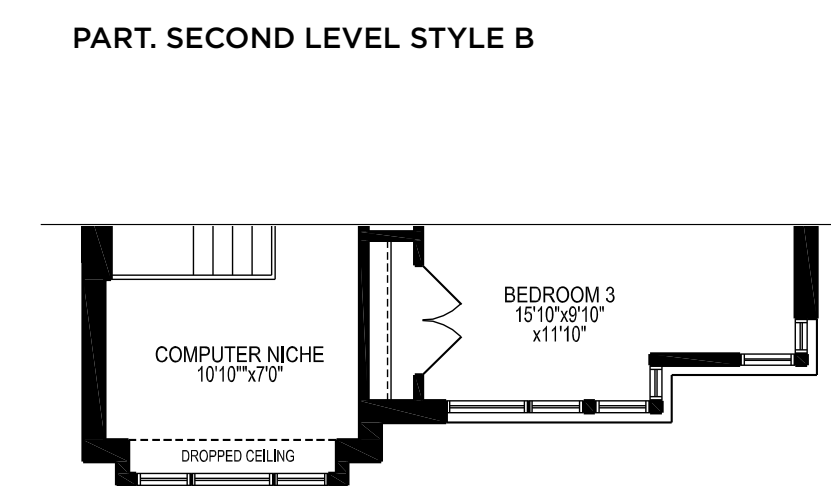 PART. SECOND LEVEL STYLE B
BEDROOM 3
15'10"x9'10"
x11'10"
COMPUTER NICHE
10'10""x7'0"
DROPPED CEILING